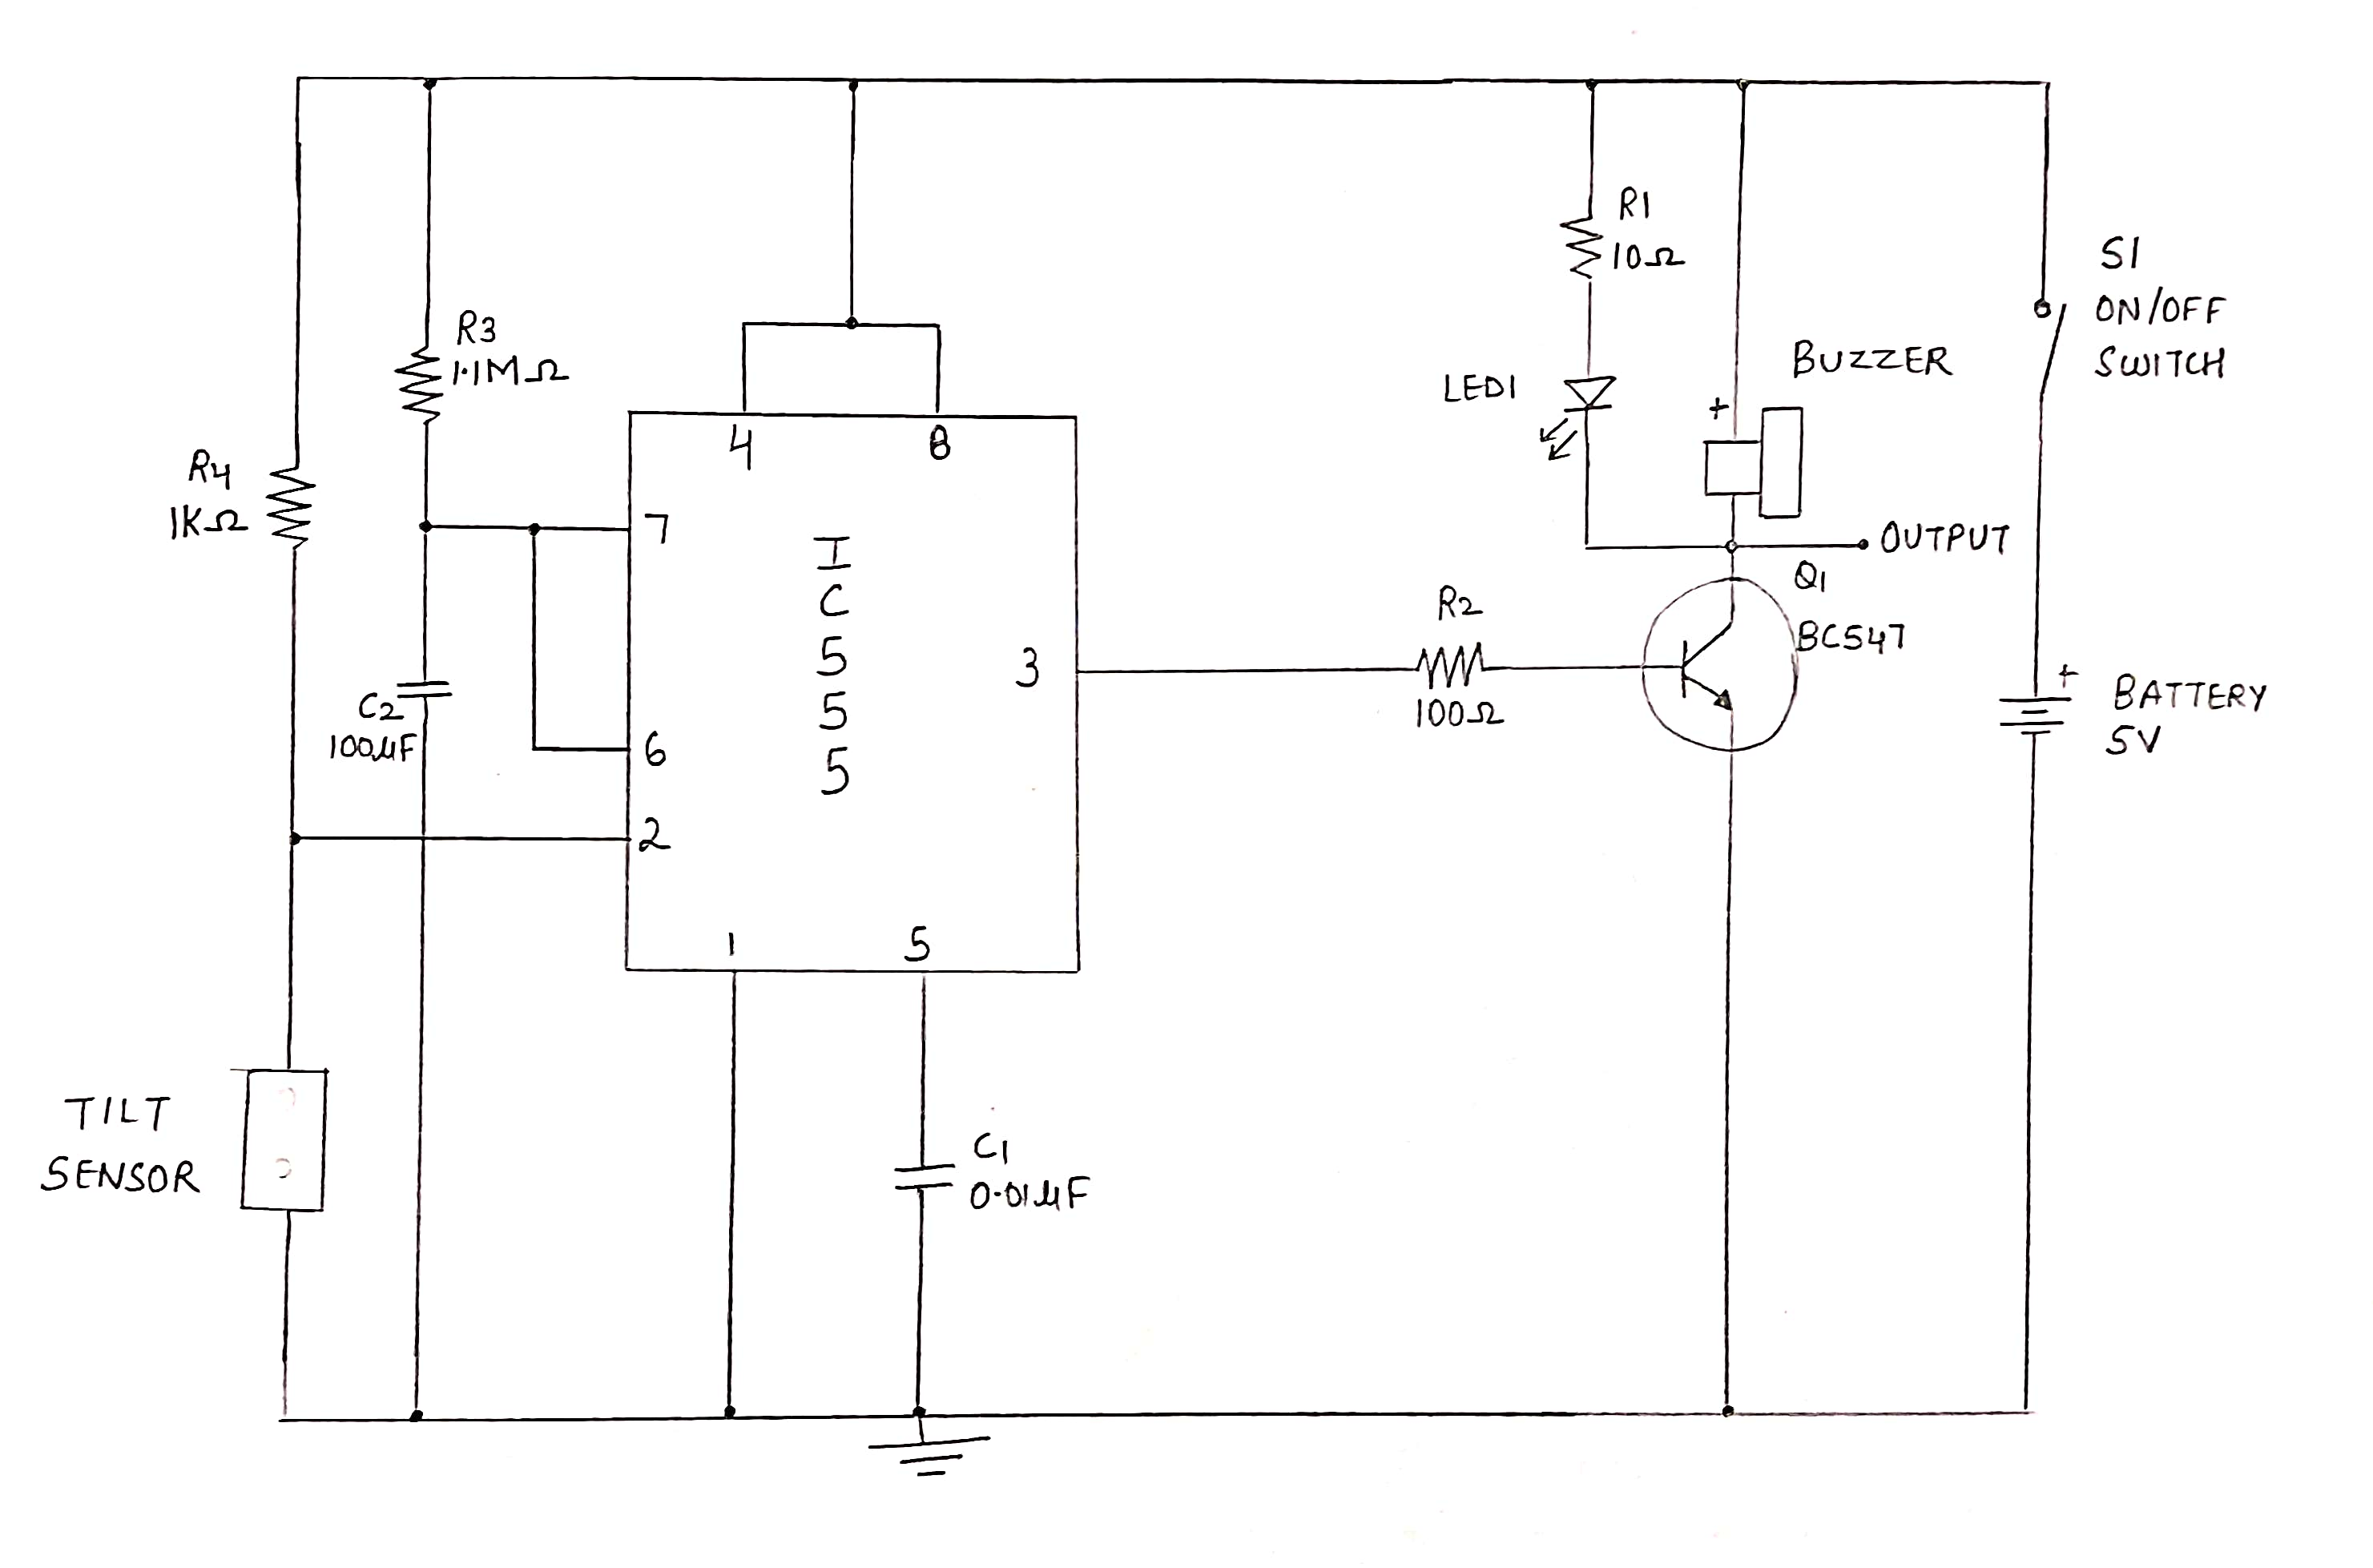 R1
10Ω
S1
ON/OFF
SWITCH
R3
1.1MΩ
BUZZER
LED1
+
4
8
R4
1KΩ
7
I
C
5
5
5
OUTPUT
Q1
BC547
R2
100Ω
3
+
BATTERY
5V
C2
100μF
6
2
1
5
TILT
SENSOR
C1
0.01μF